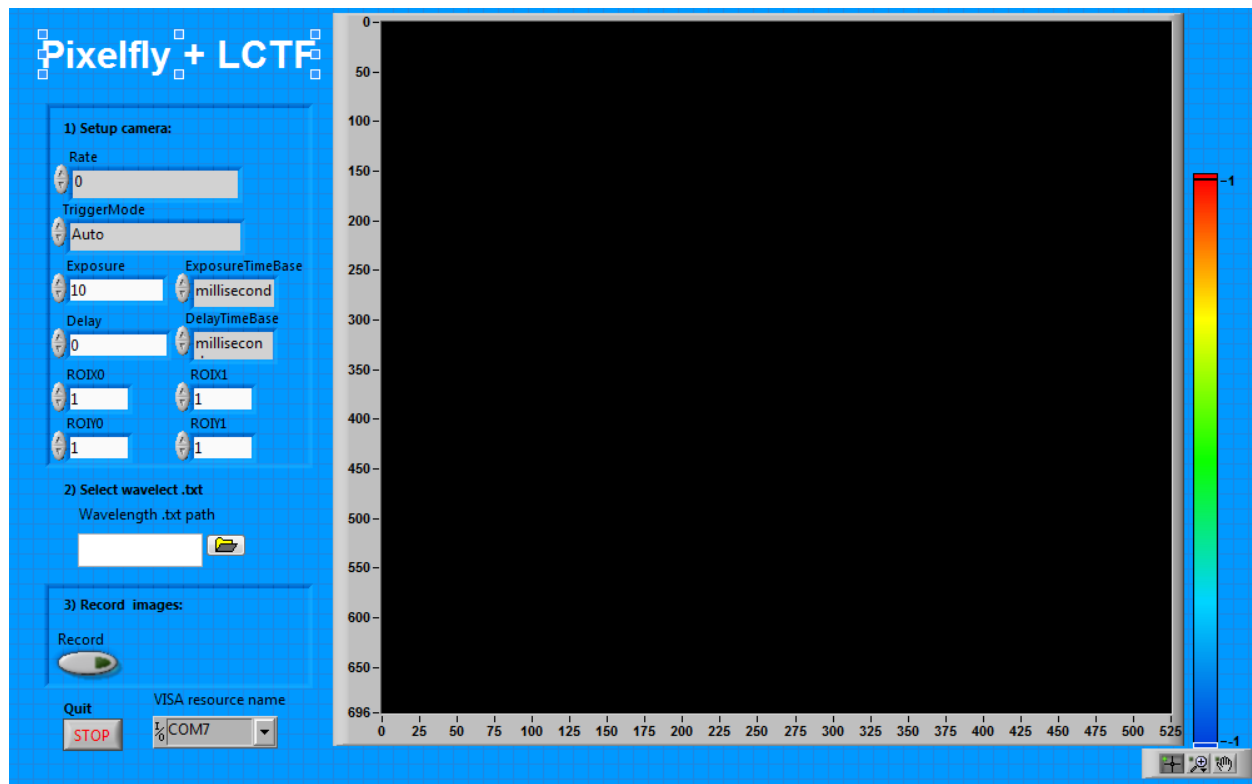 Pixelfly + LCTF
1) Setup camera:
Rate
0
TriggerMode
Auto
Exposure ExposureTimeBase
10 millisecond
Delay DelayTimeBase
0 millisecon
ROIX0 ROIX1
1 1
ROIY0 ROIY1
1 1
2) Select wavelect .txt
Wavelength .txt path
3) Record images:
Record
Quit
STOP
VISA resource name
I/0 COM7
0
50
100
150
200
250
300
350
400
450
500
550
600
650
696
0 25 50 75 100 125 150 175 200 225 250 275 300 325 350 375 400 425 450 475 500 525
-1
--1